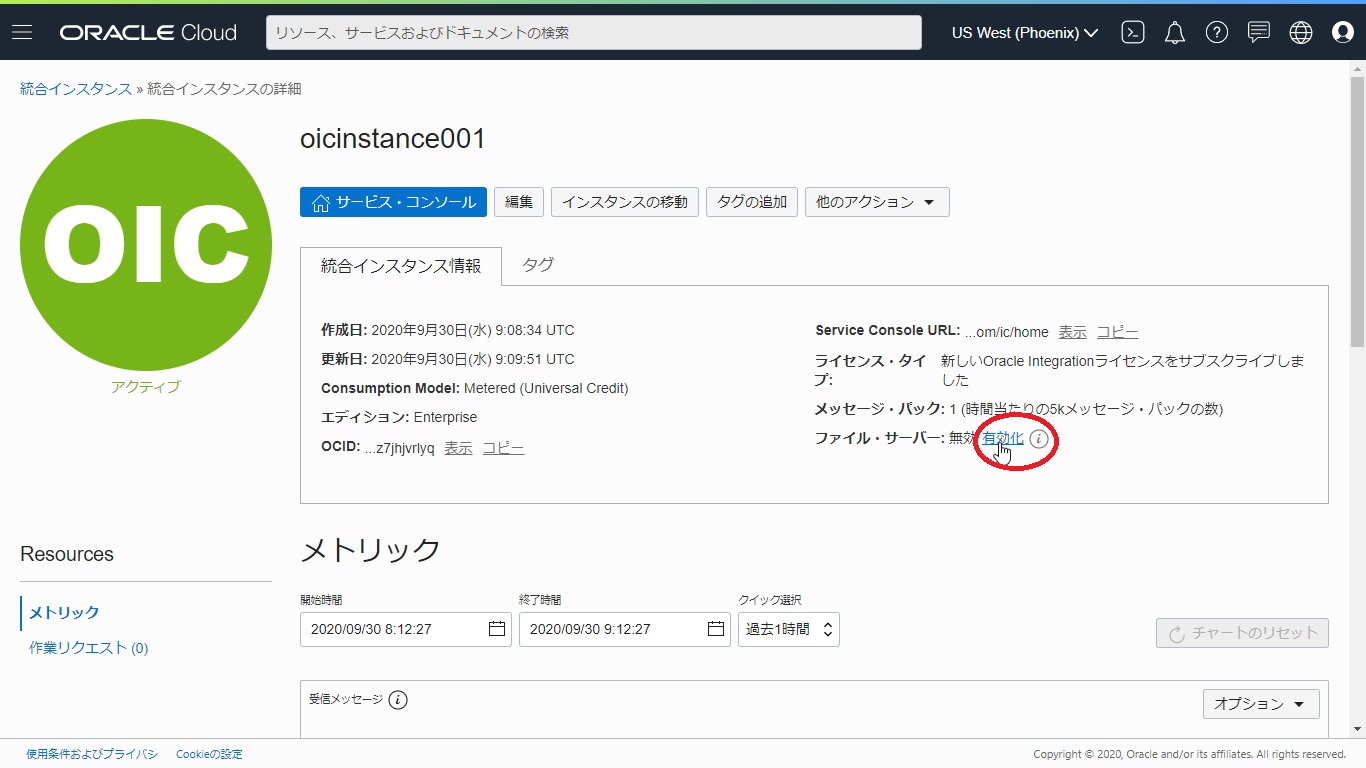 ORACLE Cloud
リソース、サービスおよびドキュメントの検索
US West (Phoenix)
統合インスタンス » 統合インスタンスの詳細
OIC
アクティブ
oicinstance001
サービス・コンソール
編集
インスタンスの移動
タグの追加
他のアクション
統合インスタンス情報
タグ
作成日: 2020年9月30日(水) 9:08:34 UTC
更新日: 2020年9月30日(水) 9:09:51 UTC
Consumption Model: Metered (Universal Credit)
エディション: Enterprise
OCID: ...z7jhjvrlyq 表示 コピー
Service Console URL: ...om/ic/home 表示 コピー
ライセンス・タイプ: 新しいOracle Integrationライセンスをサブスクライブしました
メッセージ・パック: 1 (時間当たりの5kメッセージ・パックの数)
ファイル・サーバー: 無効 有効化
Resources
メトリック
作業リクエスト (0)
メトリック
開始時間
2020/09/30 8:12:27
終了時間
2020/09/30 9:12:27
クイック選択
過去1時間
チャートのリセット
受信メッセージ
オプション
使用条件およびプライバシ
Cookieの設定
Copyright © 2020, Oracle and/or its affiliates. All rights reserved.